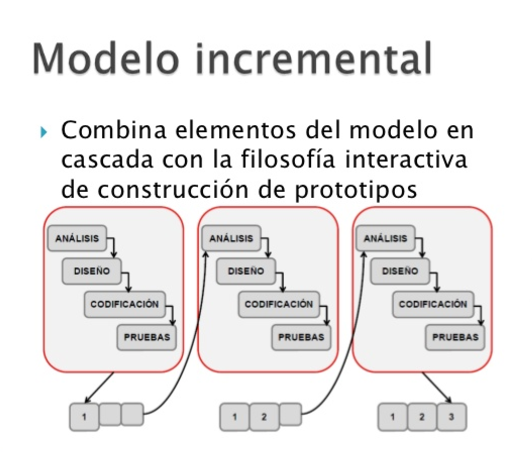 Modelo incremental
Combina elementos del modelo en
cascada con la filosofía interactiva
de construcción de prototipos
ANÁLISIS
DISEÑO
CODIFICACIÓN
PRUEBAS
1
ANÁLISIS
DISEÑO
CODIFICACIÓN
PRUEBAS
1 2
ANÁLISIS
DISEÑO
CODIFICACIÓN
PRUEBAS
1 2 3